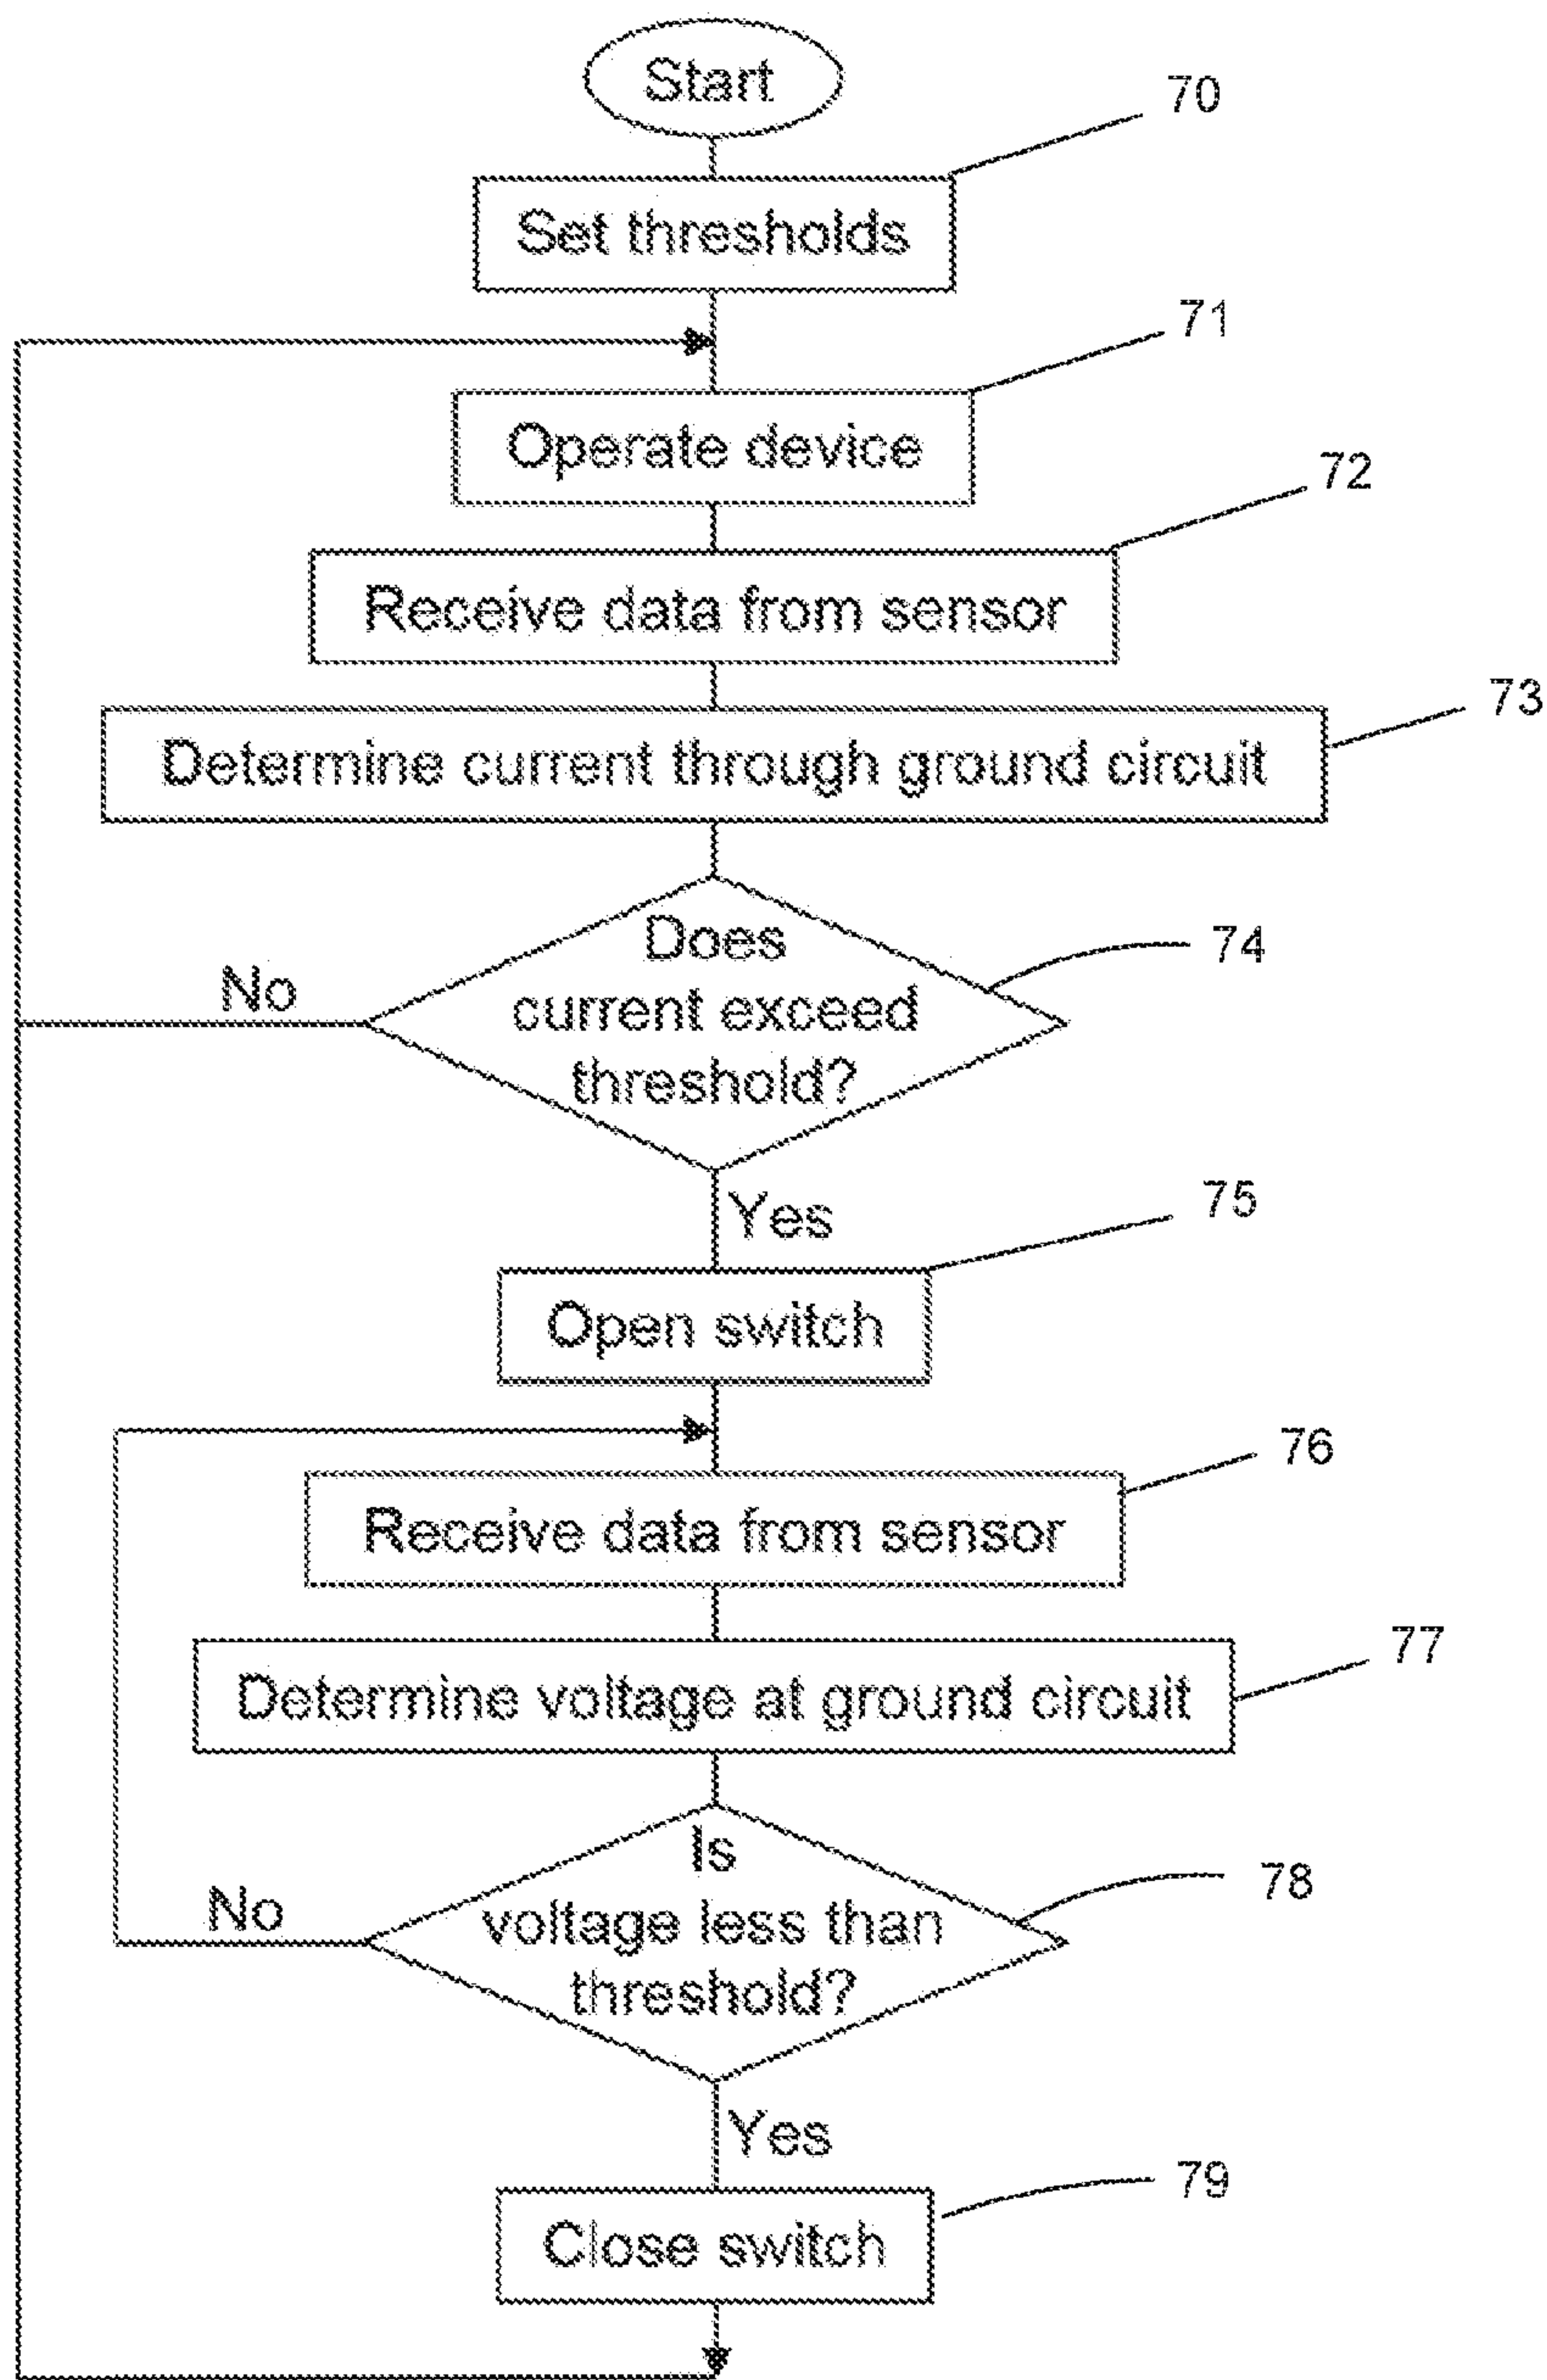 Start
70
Set thresholds
71
Operate device
72
Receive data from sensor
73
Determine current through ground circuit
74
Does
current exceed
threshold?
No
Yes
75
Open switch
76
Receive data from sensor
77
Determine voltage at ground circuit
78
Is
voltage less than
threshold?
No
Yes
79
Close switch